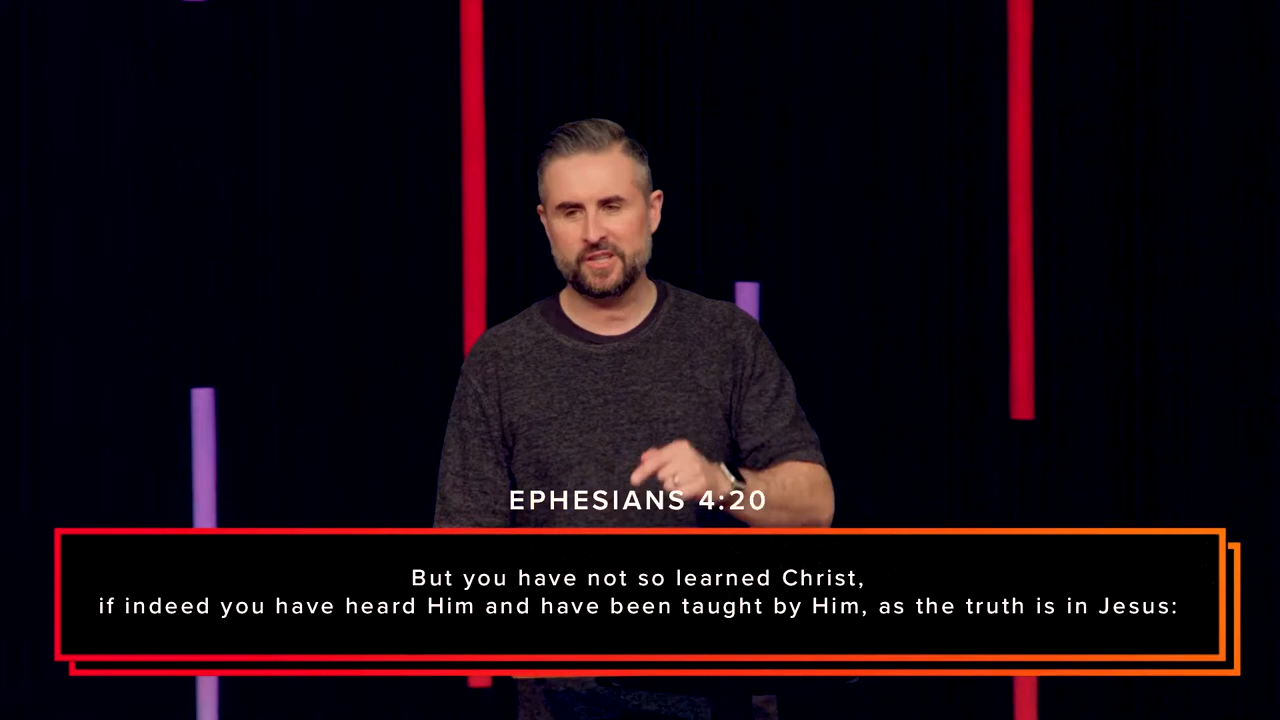 EPHESIANS 4:20
But you have not so learned Christ,
if indeed you have heard Him and have been taught by Him, as the truth is in Jesus: